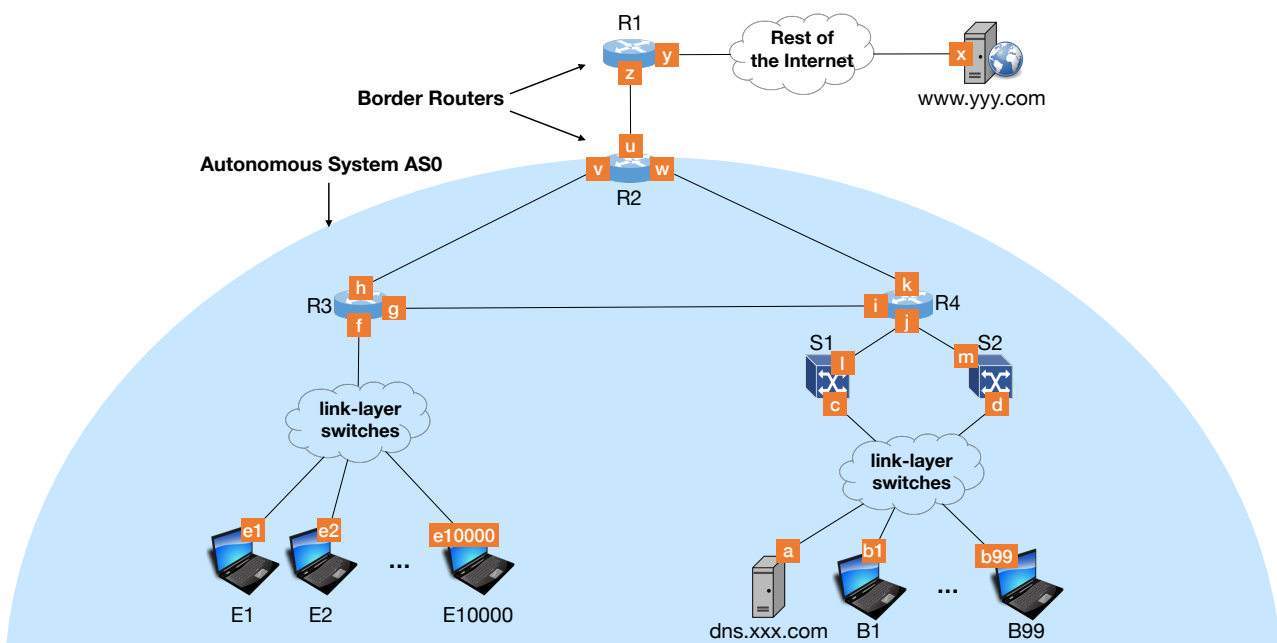 R1
y
z
Rest of
the Internet
x
www.yyy.com
Border Routers
Autonomous System AS0
u
v
w
R2
h
R3
g
f
k
i
R4
j
S1
l
c
S2
m
d
link-layer
switches
link-layer
switches
e1
e2
e10000
...
E1
E2
E10000
a
b1
b99
...
dns.xxx.com
B1
B99